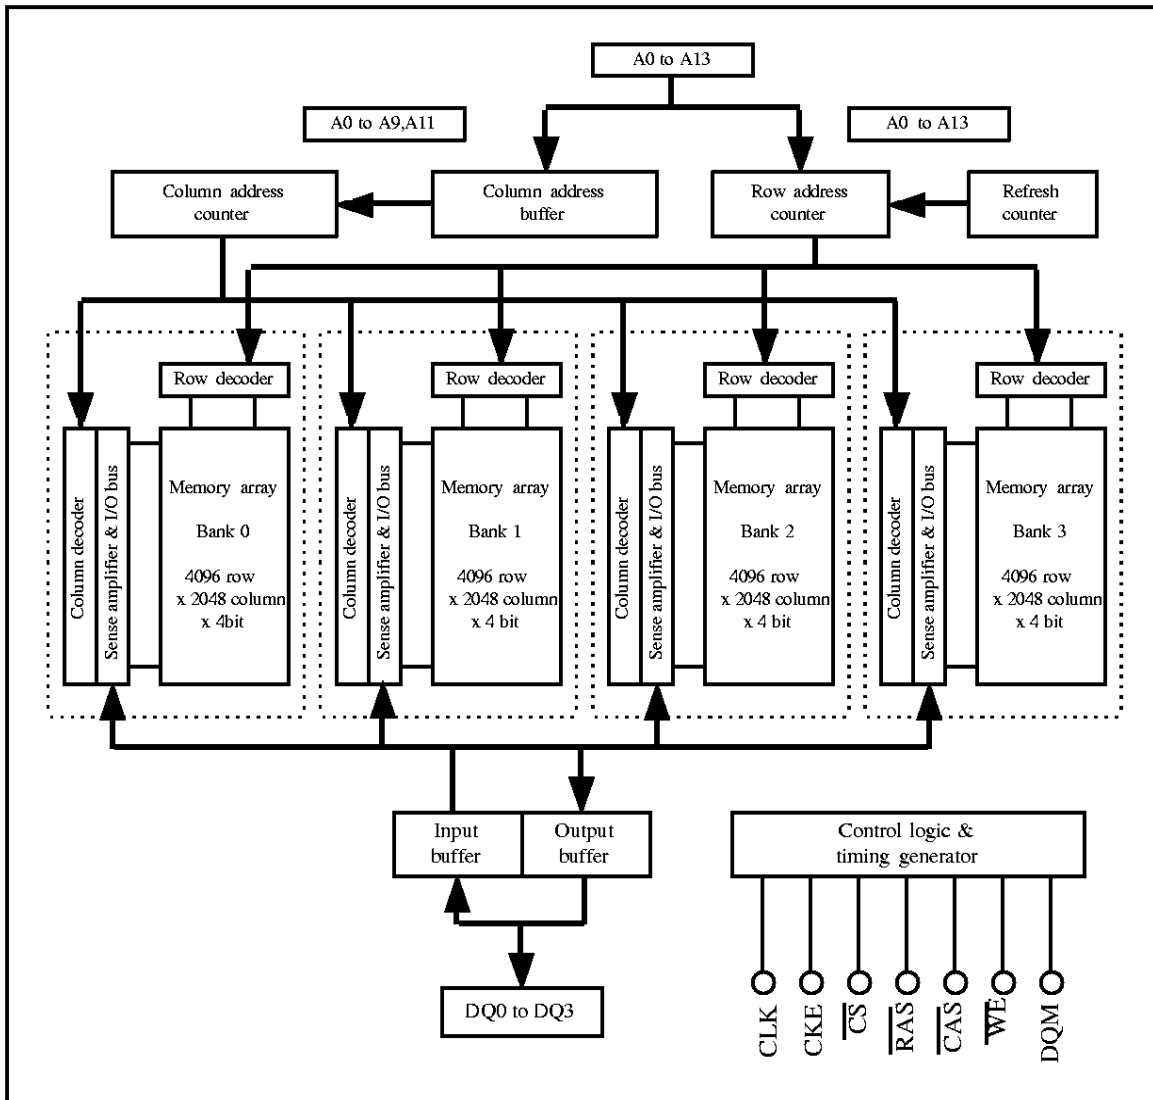 A0 to A13
A0 to A9,A11
A0 to A13
Column address
counter
Column address
buffer
Row address
counter
Refresh
counter
Row decoder
Row decoder
Row decoder
Row decoder
Column decoder
Sense amplifier & I/O bus
Memory array
Bank 0
4096 row
x 2048 column
x 4bit
Column decoder
Sense amplifier & I/O bus
Memory array
Bank 1
4096 row
x 2048 column
x 4 bit
Column decoder
Sense amplifier & I/O bus
Memory array
Bank 2
4096 row
x 2048 column
x 4 bit
Column decoder
Sense amplifier & I/O bus
Memory array
Bank 3
4096 row
x 2048 column
x 4 bit
Input
buffer
Output
buffer
Control logic &
timing generator
DQ0 to DQ3
CLK
CKE
C̅S̅
R̅A̅S̅
C̅A̅S̅
W̅E̅
DQM